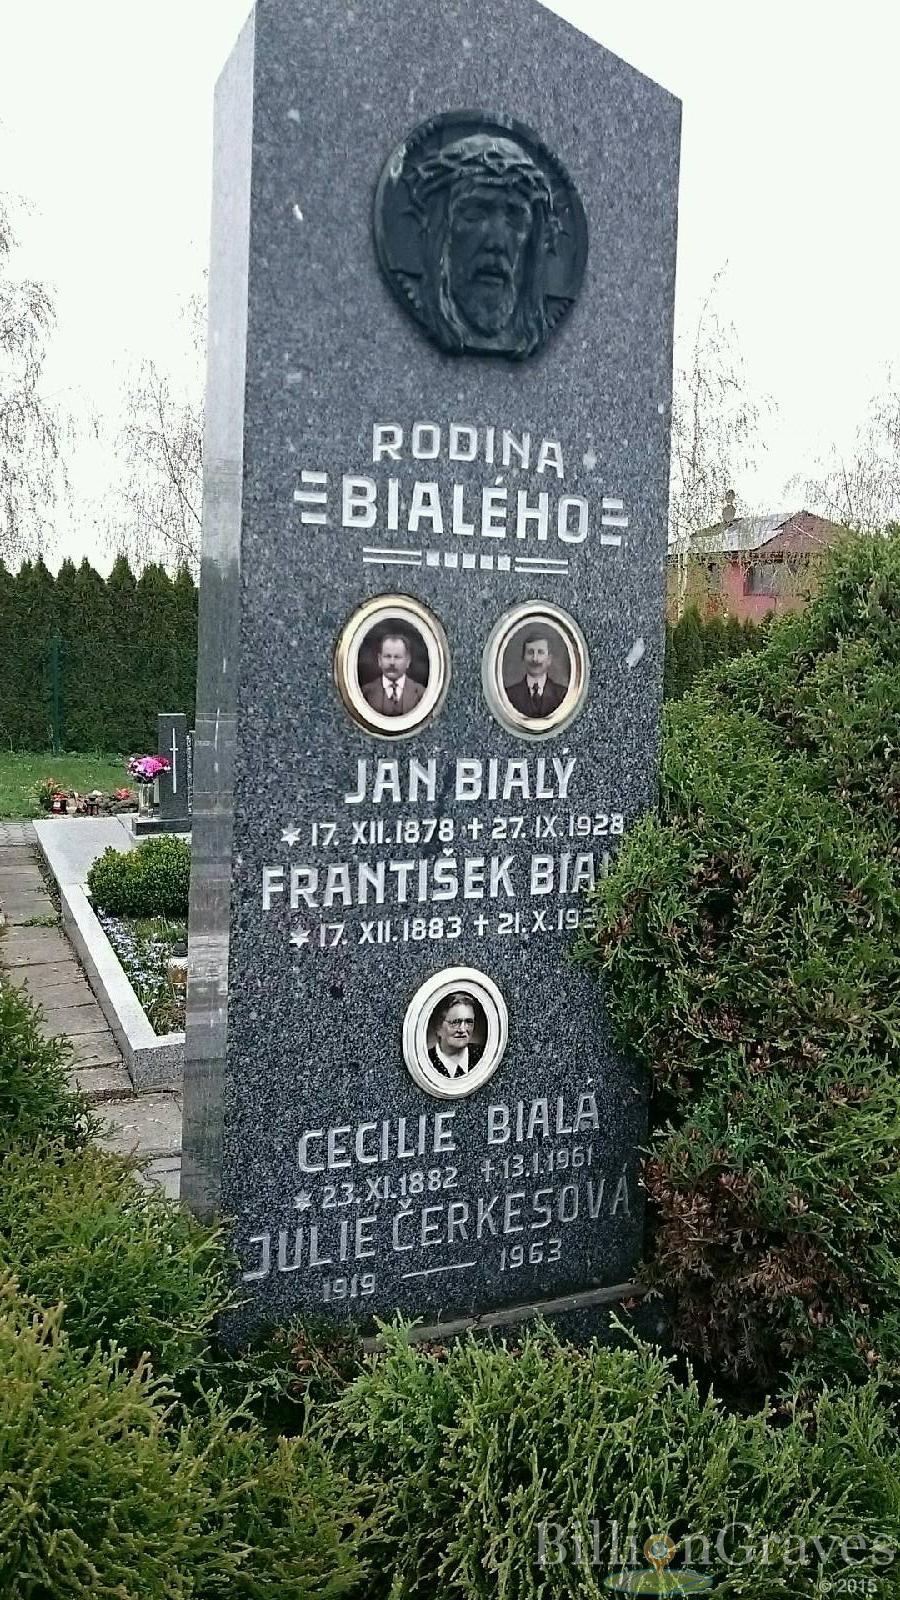 RODINA
BIALÉHO
JAN BIALÝ
* 17. XII. 1878 † 27. IX. 1928
FRANTIŠEK
* 17. XII. 1883 † 21. X.
CECILIE BIALÁ
* 23. XI. 1882 † 13. I. 1961
JULIE ČERKESOVÁ
1919 — 1963
BillionGraves
© 2015